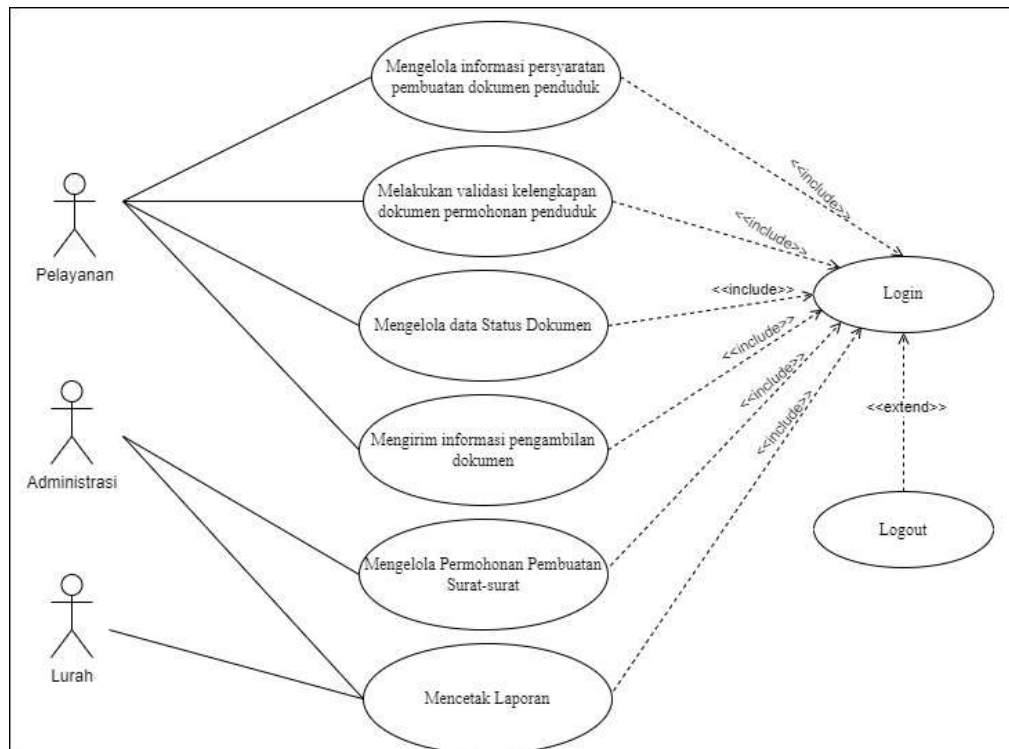 Mengelola informasi persyaratan
pembuatan dokumen penduduk
<<include>>
Melakukan validasi kelengkapan
dokumen permohonan penduduk
<<include>>
Pelayanan
<<include>>
Login
Mengelola data Status Dokumen
<<include>>
<<include>>
<<include>>
<<extend>>
Mengirim informasi pengambilan
dokumen
Administrasi
Logout
Mengelola Permohonan Pembuatan
Surat-surat
Lurah
Mencetak Laporan